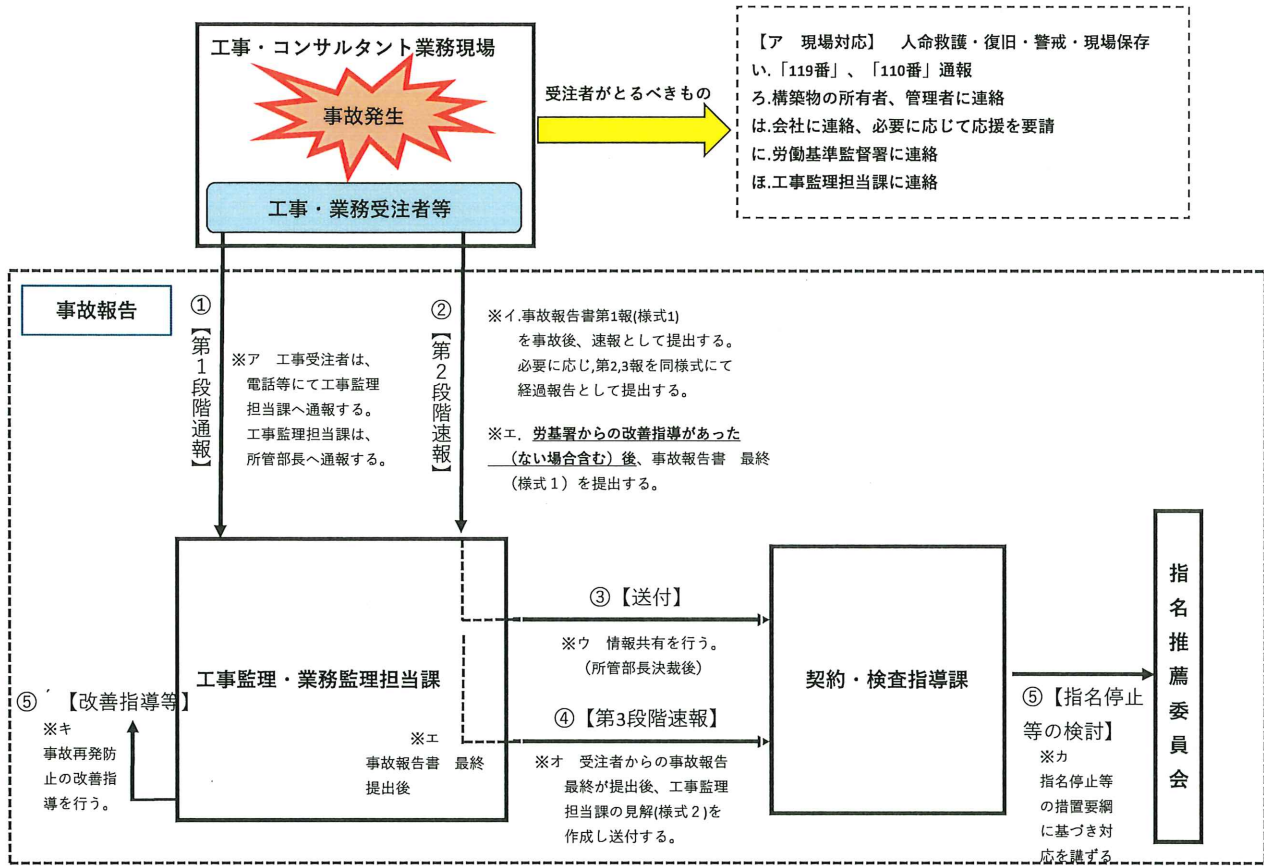 工事・コンサルタント業務現場
事故発生
工事・業務受注者等
受注者がとるべきもの
【ア　現場対応】　人命救護・復旧・警戒・現場保存
い.「119番」、「110番」通報
ろ.構築物の所有者、管理者に連絡
は.会社に連絡、必要に応じて応援を要請
に.労働基準監督署に連絡
ほ.工事監理担当課に連絡
事故報告
①【第1段階通報】
※ア　工事受注者は、
電話等にて工事監理
担当課へ通報する。
工事監理担当課は、
所管部長へ通報する。
②【第2段階速報】
※イ.事故報告書第1報(様式1)
を事故後、速報として提出する。
必要に応じ,第2,3報を同様式にて
経過報告として提出する。
※エ．労基署からの改善指導があった
（ない場合含む）後、事故報告書　最終
（様式１）を提出する。
工事監理・業務監理担当課
※エ
事故報告書　最終
提出後
③【送付】
※ウ　情報共有を行う。
（所管部長決裁後）
④【第3段階速報】
※オ　受注者からの事故報告
最終が提出後、工事監理
担当課の見解(様式２)を
作成し送付する。
契約・検査指導課
⑤【指名停止
等の検討】
※カ
指名停止等
の措置要綱
に基づき対
応を講ずる
指名推薦委員会
⑤´【改善指導等】
※キ
事故再発防
止の改善指
導を行う。